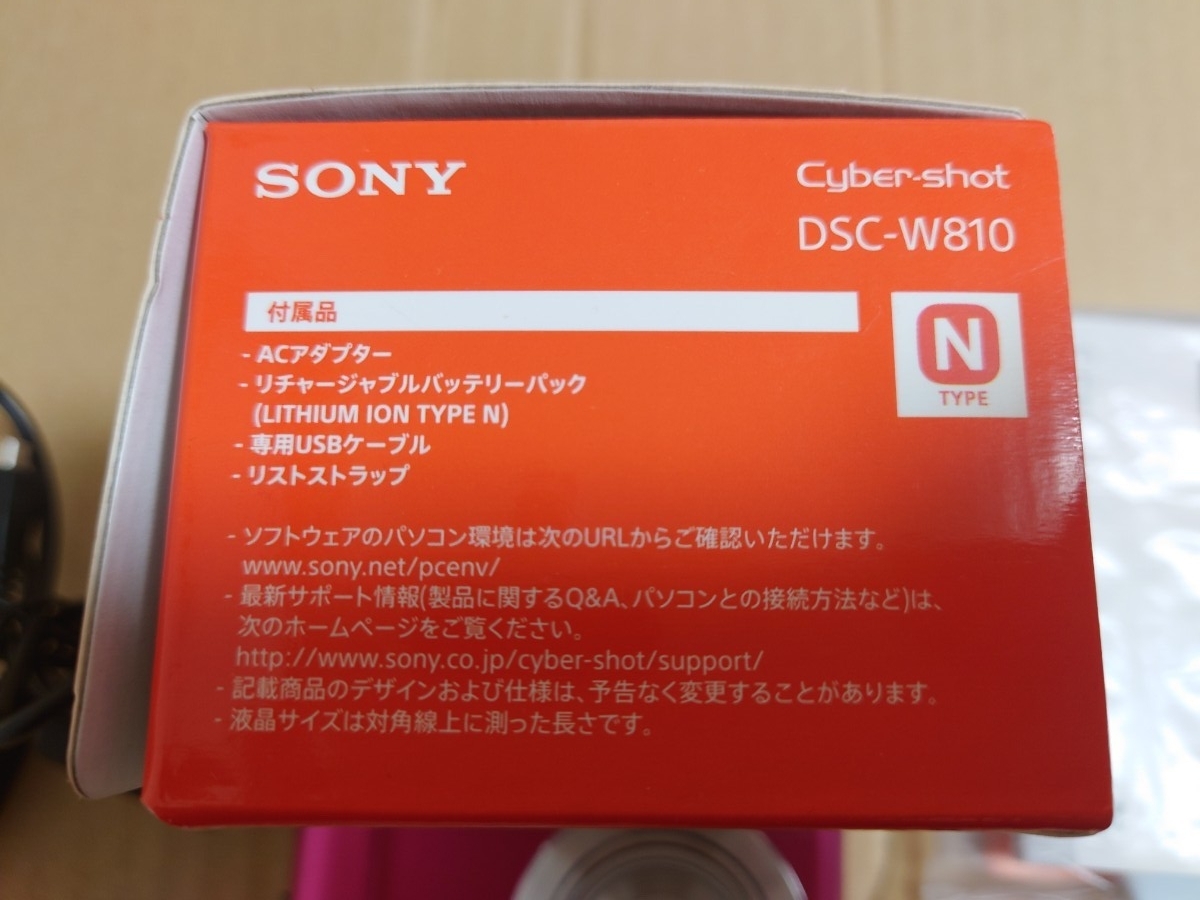 SONY
Cyber-shot
DSC-W810
付属品
- ACアダプター
- リチャージャブルバッテリーパック
(LITHIUM ION TYPE N)
- 専用USBケーブル
- リストストラップ
N
TYPE
- ソフトウェアのパソコン環境は次のURLからご確認いただけます。
www.sony.net/pcenv/
- 最新サポート情報(製品に関するQ&A、パソコンとの接続方法など)は、
次のホームページをご覧ください。
http://www.sony.co.jp/cyber-shot/support/
- 記載商品のデザインおよび仕様は、予告なく変更することがあります。
- 液晶サイズは対角線上に測った長さです。